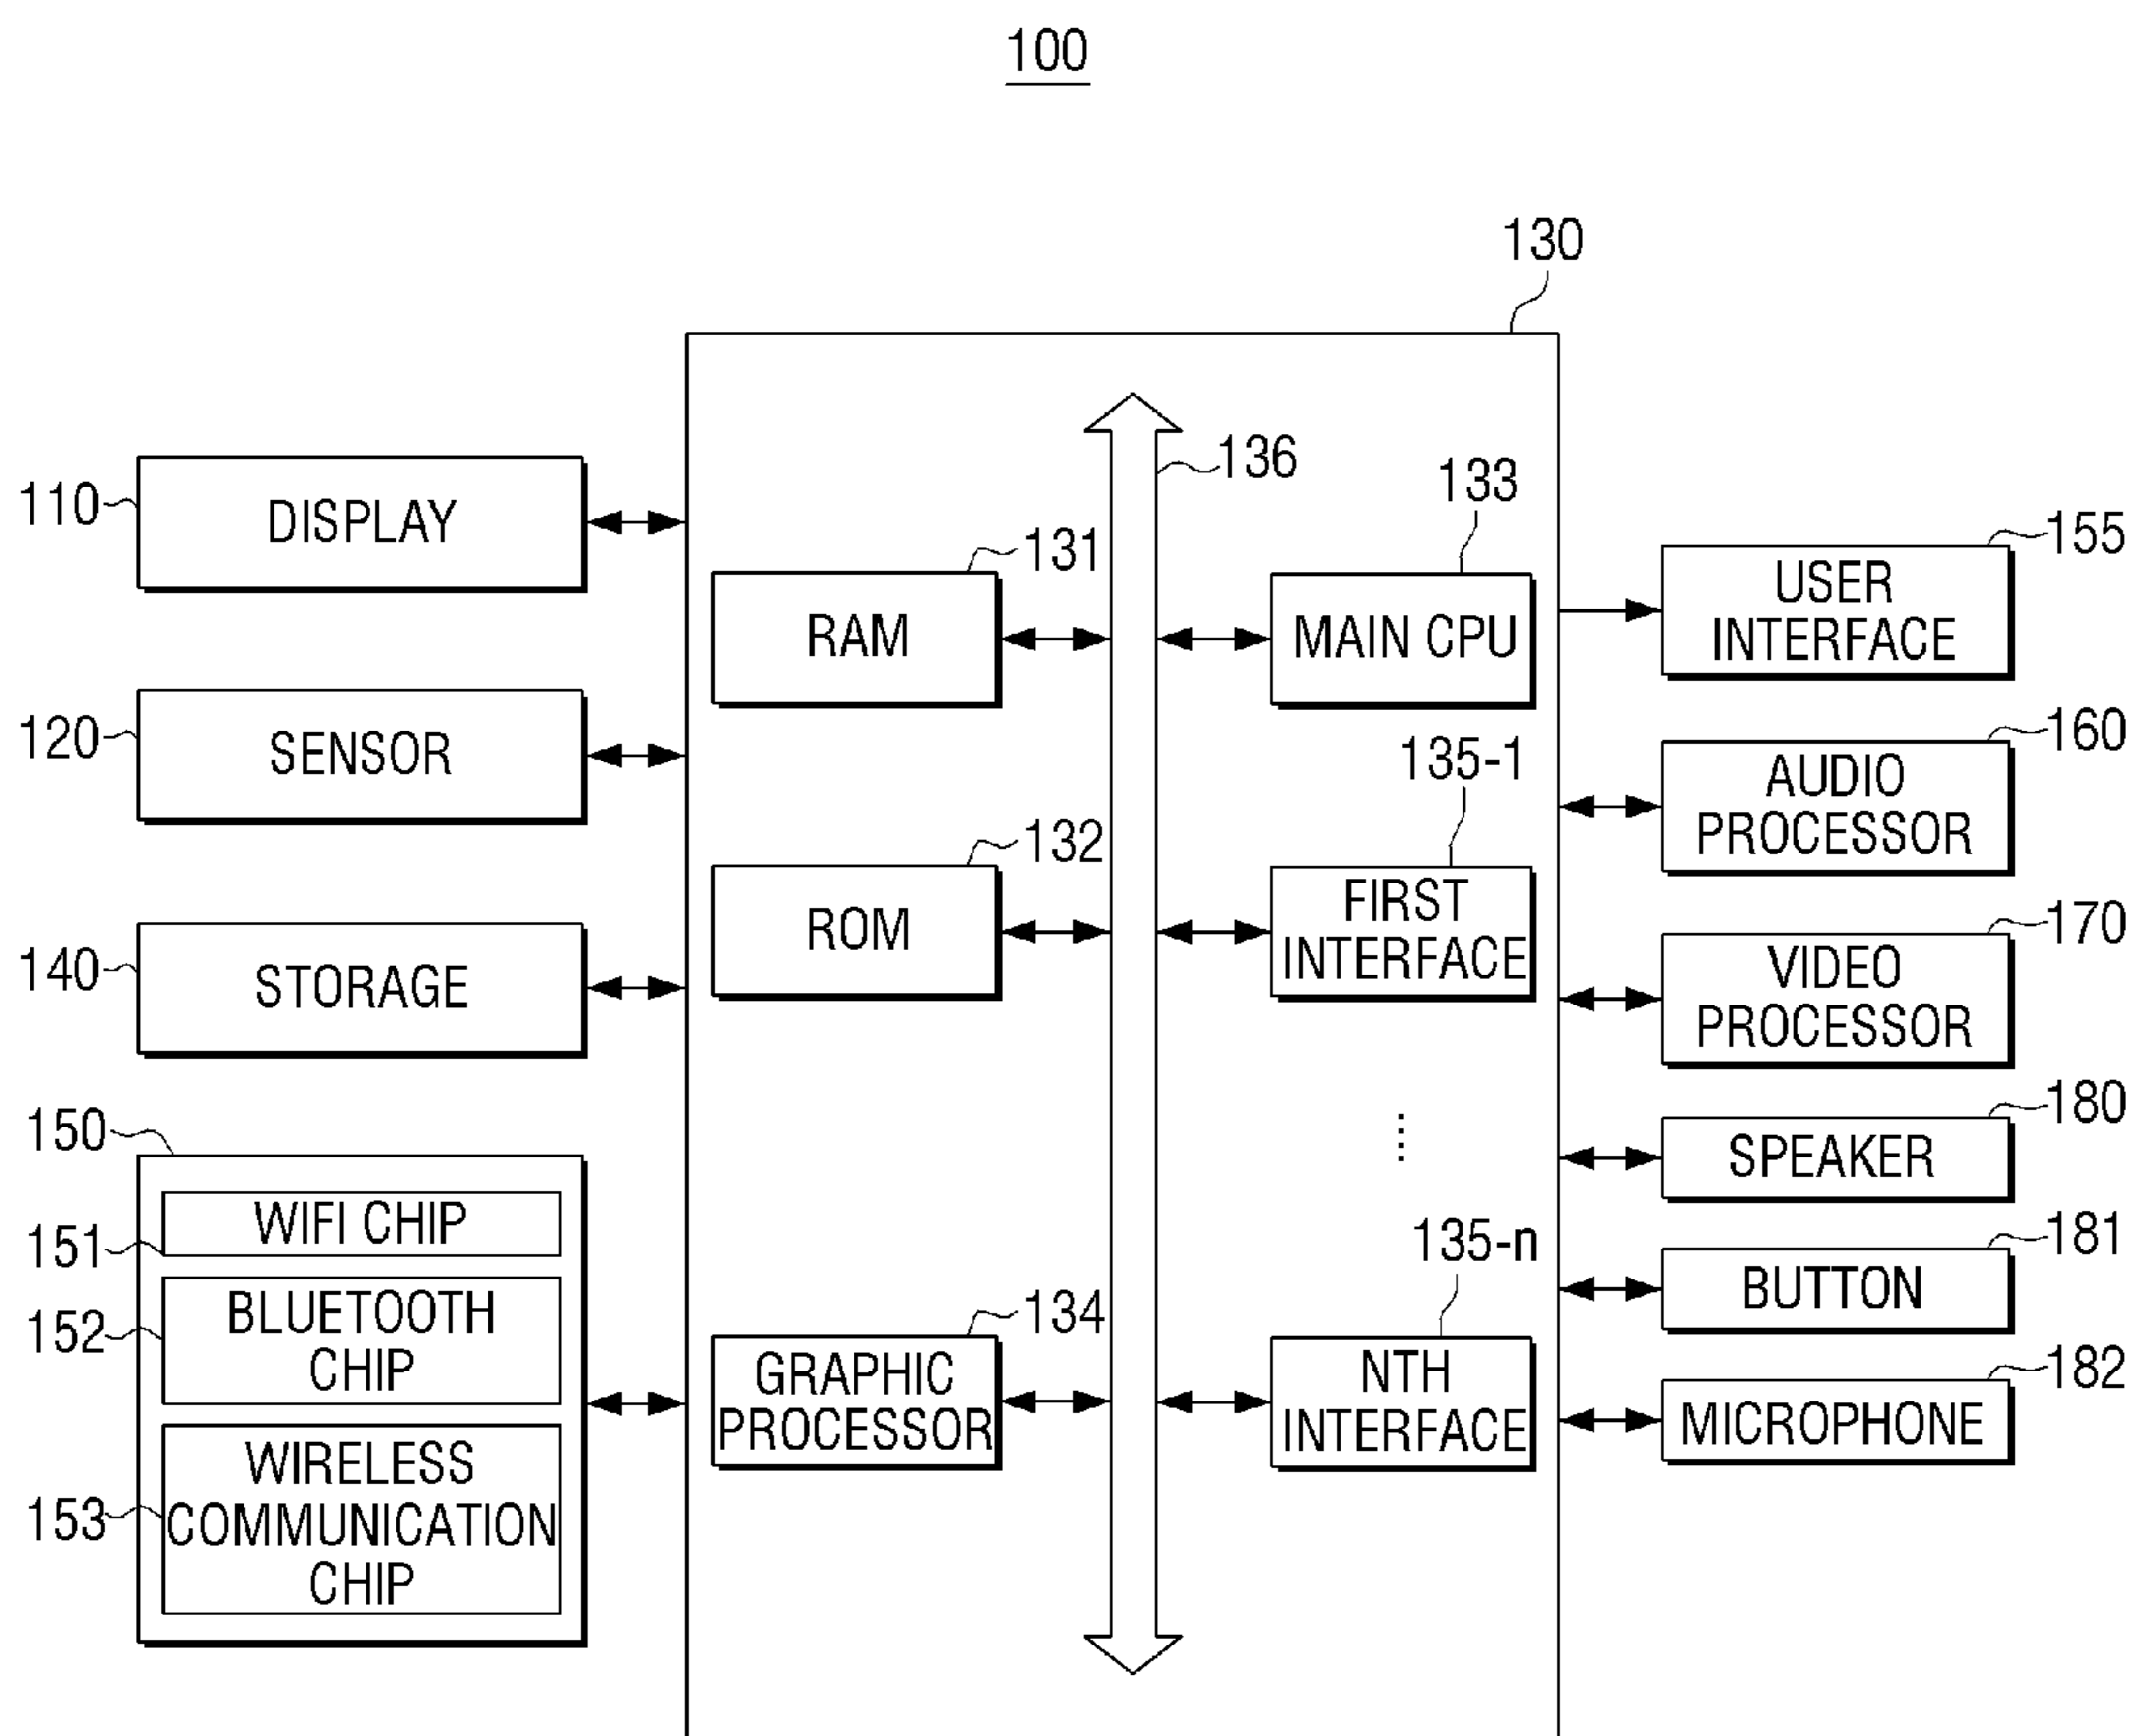 100
130
110
DISPLAY
136
133
131
RAM
MAIN CPU
155
USER
INTERFACE
120
SENSOR
135-1
160
AUDIO
PROCESSOR
132
ROM
FIRST
INTERFACE
140
STORAGE
170
VIDEO
PROCESSOR
150
180
SPEAKER
151
WIFI CHIP
135-n
181
BUTTON
152
BLUETOOTH
CHIP
134
GRAPHIC
PROCESSOR
NTH
INTERFACE
182
MICROPHONE
153
WIRELESS
COMMUNICATION
CHIP